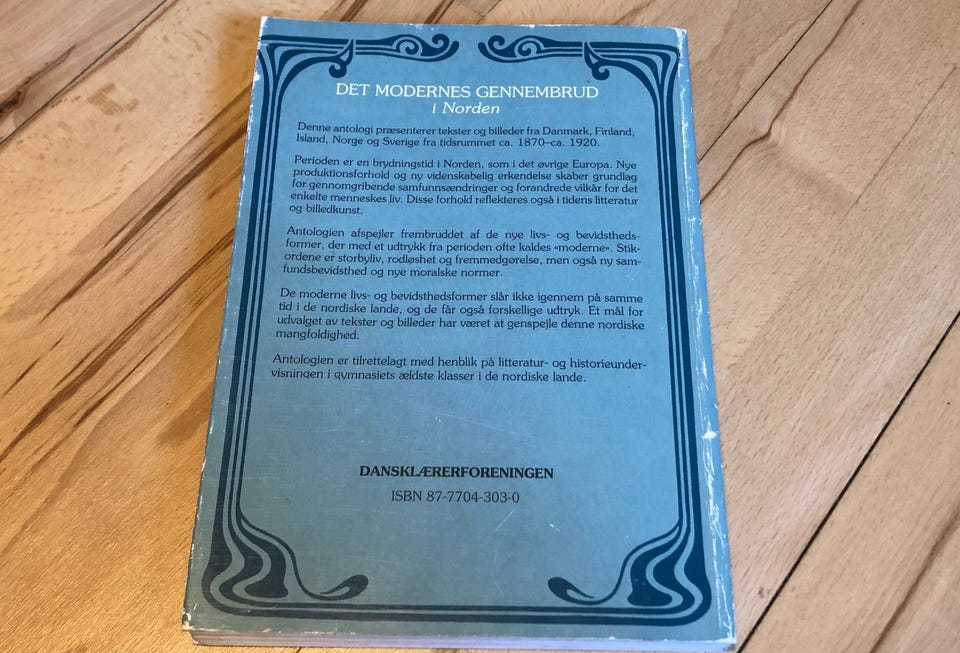 DET MODERNES GENNEMBRUD
i Norden
Denne antologi præsenterer tekster og billeder fra Danmark, Finland,
Island, Norge og Sverige fra tidsrummet ca. 1870–ca. 1920.
Perioden er en brydningstid i Norden, som i det øvrige Europa. Nye
produktionsforhold og ny videnskabelig erkendelse skaber grundlag
for gennomgribende samfunnsændringer og forandrede vilkår for det
enkelte menneskes liv. Disse forhold reflekteres også i tidens litteratur
og billedkunst.
Antologien afspejler frembruddet af de nye livs- og bevidstheds-
former, der med et udtrykk fra perioden ofte kaldes «moderne». Stik-
ordene er storbyliv, rodløshet og fremmedgørelse, men også ny sam-
fundsbevidsthed og nye moralske normer.
De moderne livs- og bevidsthedsformer slår ikke igennem på samme
tid i de nordiske lande, og de får også forskellige udtryk. Et mål for
udvalget av tekster og billeder har været at genspejle denne nordiske
mangfoldighed.
Antologien er tilrettelagt med henblik på litteratur- og historieunder-
visningen i gymnasiets ældste klasser i de nordiske lande.
DANSKLÆRERFORENINGEN
ISBN 87-7704-303-0